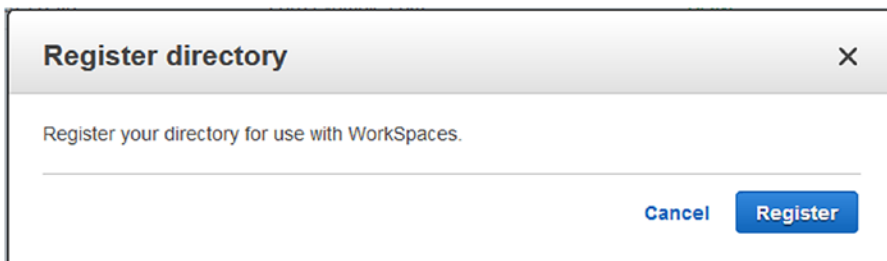 Register directory
Register your directory for use with WorkSpaces.
Cancel
Register